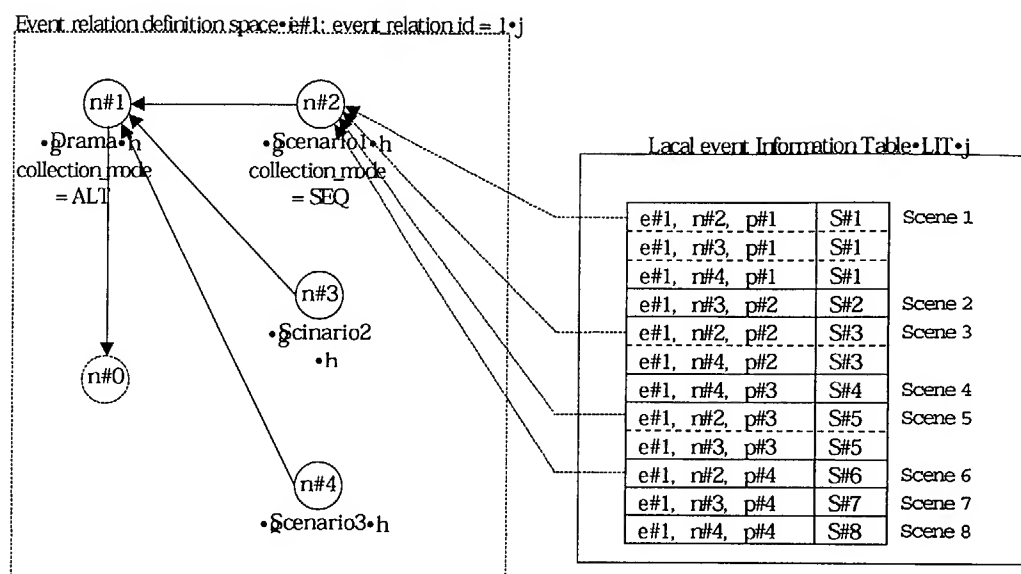 Event relation definition space•ie#1: event_relation_id = 1•j
n#1
n#2
•gDrama•h
collection_mode
= ALT
•gScenario1•h
collection_mode
= SEQ
n#3
•gScinario2
•h
n#0
n#4
•gScenario3•h
Lacal event Information Table•LIT•j
e#1, n#2, p#1 S#1 Scene 1
e#1, n#3, p#1 S#1
e#1, n#4, p#1 S#1
e#1, n#3, p#2 S#2 Scene 2
e#1, n#2, p#2 S#3 Scene 3
e#1, n#4, p#2 S#3
e#1, n#4, p#3 S#4 Scene 4
e#1, n#2, p#3 S#5 Scene 5
e#1, n#3, p#3 S#5
e#1, n#2, p#4 S#6 Scene 6
e#1, n#3, p#4 S#7 Scene 7
e#1, n#4, p#4 S#8 Scene 8